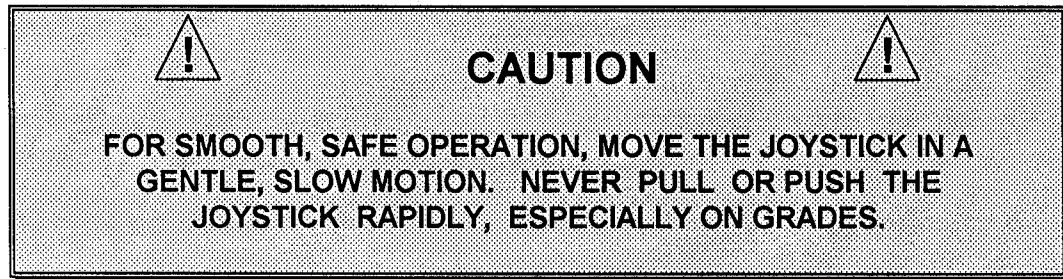 CAUTION
FOR SMOOTH, SAFE OPERATION, MOVE THE JOYSTICK IN A
GENTLE, SLOW MOTION. NEVER PULL OR PUSH THE
JOYSTICK RAPIDLY, ESPECIALLY ON GRADES.